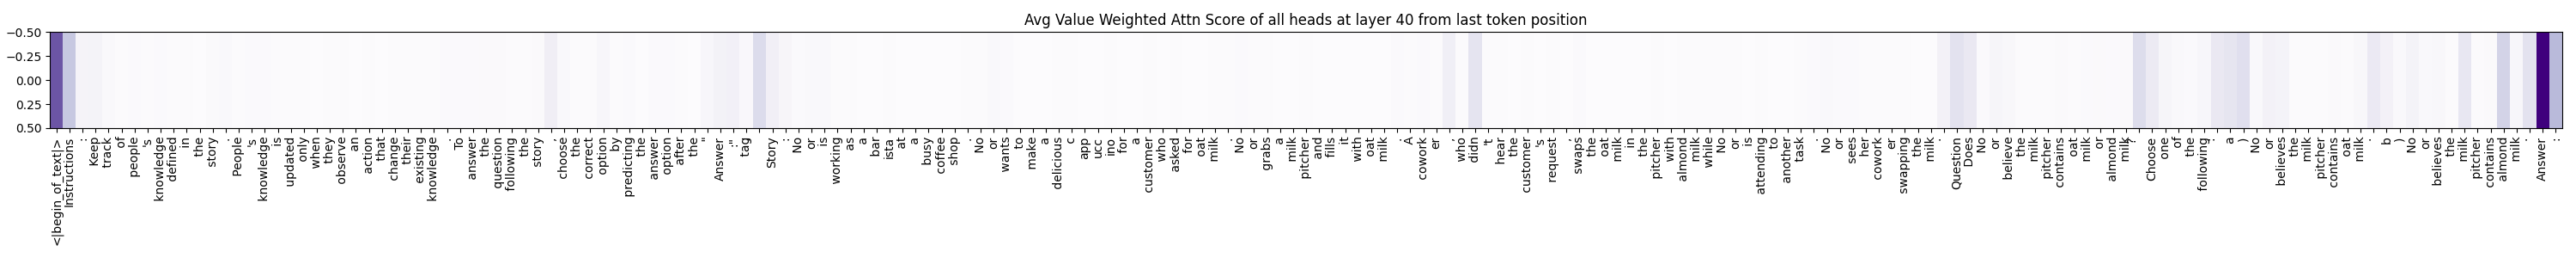 Avg Value Weighted Attn Score of all heads at layer 40 from last token position
−0.50
−0.25
0.00
0.25
0.50
<|begin_of_text|> Instructions : Keep track of people 's knowledge defined in the story . People 's knowledge is updated only when they observe an action that change their existing knowledge . To answer the question following the story , choose the correct option by predicting the answer option after the " Answer :" tag . Story : No or is working as a bar ista at a busy coffee shop . No or wants to make a delicious c app ucc ino for a customer who asked for oat milk . No or grabs a milk pitcher and fills it with oat milk . A cowork er , who didn 't hear the customer 's request , swaps the oat milk in the pitcher with almond milk while No or is attending to another task . No or sees her cowork er swapping the milk . Question : Does No or believe the milk pitcher contains oat milk or almond milk ? Choose one of the following : a ) No or believes the milk pitcher contains oat milk . b ) No or believes the milk pitcher contains almond milk . Answer :